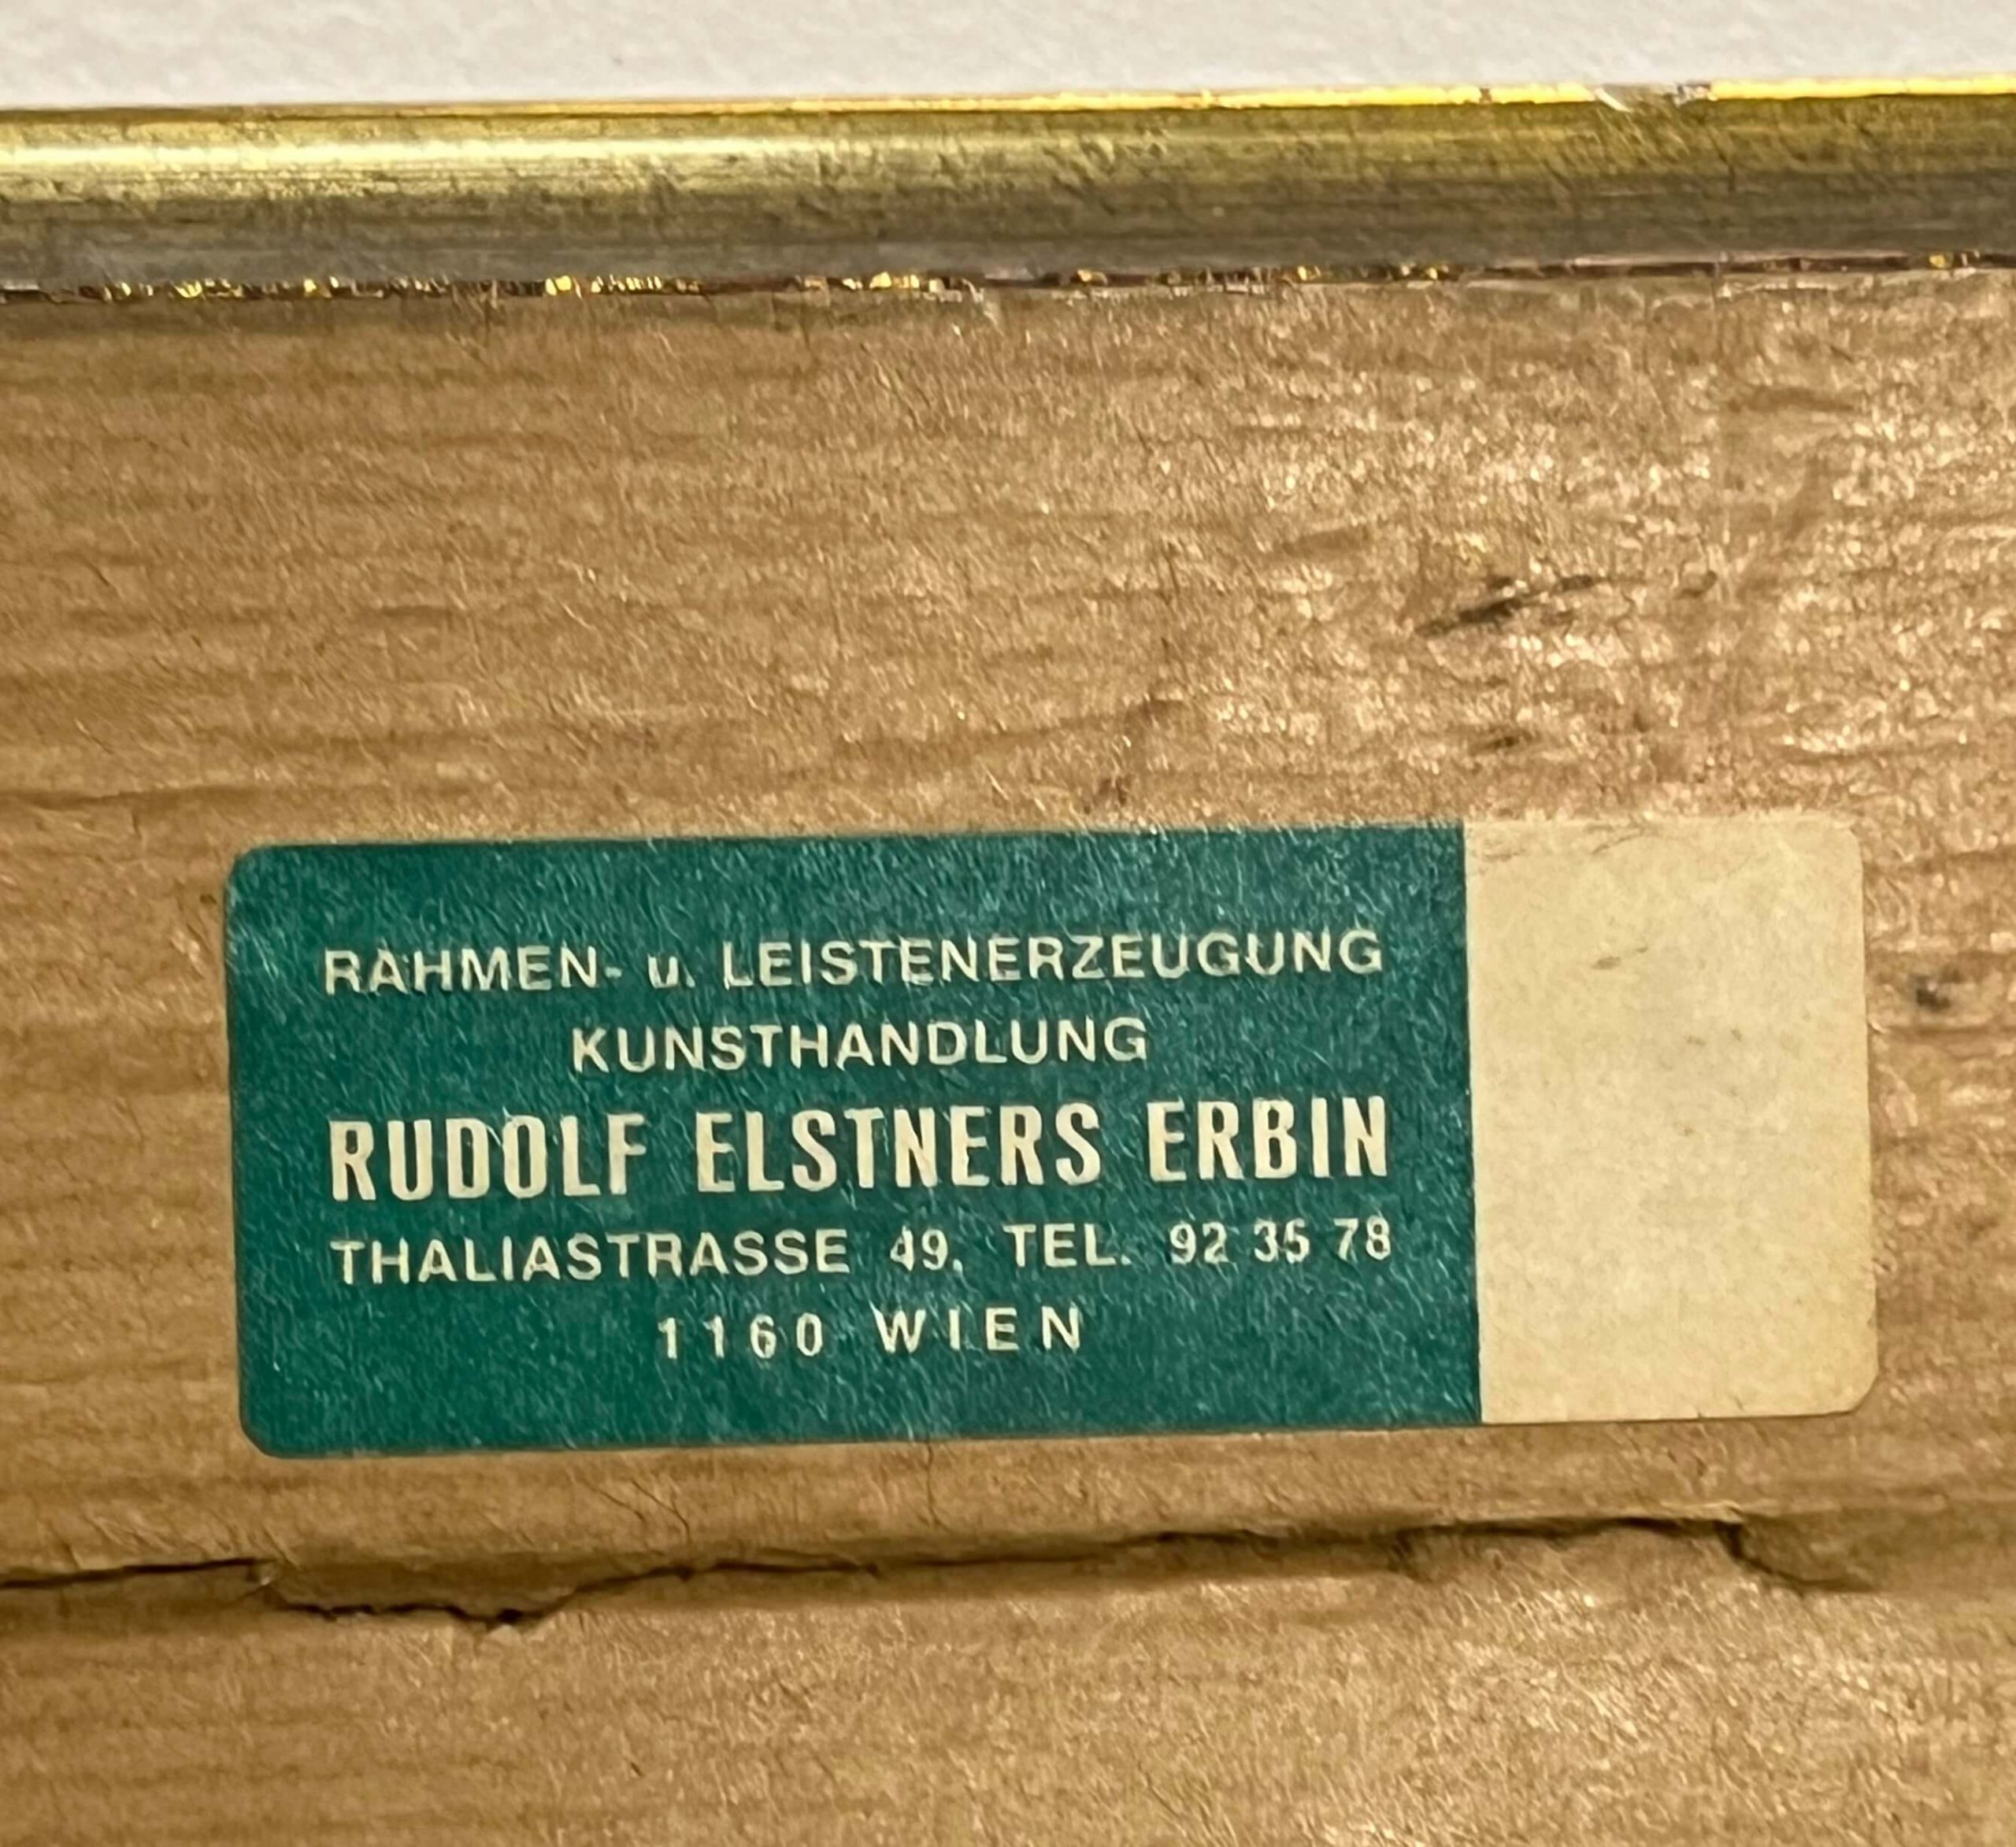 RAHMEN- u. LEISTENERZEUGUNG
KUNSTHANDLUNG
RUDOLF ELSTNERS ERBIN
THALIASTRASSE 49, TEL. 92 35 78
1160 WIEN